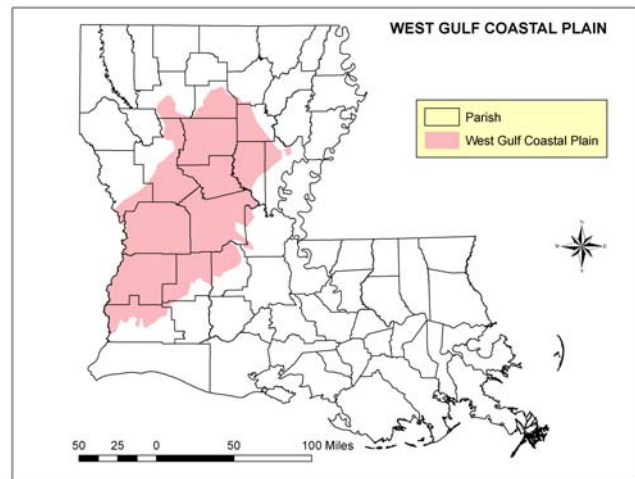 WEST GULF COASTAL PLAIN
Parish
West Gulf Coastal Plain
N
W
E
S
50 25 0 50 100 Miles